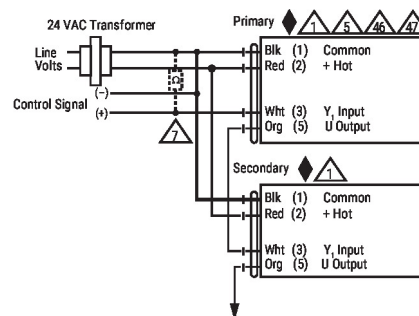 24 VAC Transformer
Primary 1 5 46 47
Line
Volts
Blk (1) Common
Red (2) + Hot
Ω
(–)
Control Signal
(+)
Wht (3) Y₁ Input
Org (5) U Output
7
Secondary 1
Blk (1) Common
Red (2) + Hot
Wht (3) Y₁ Input
Org (5) U Output